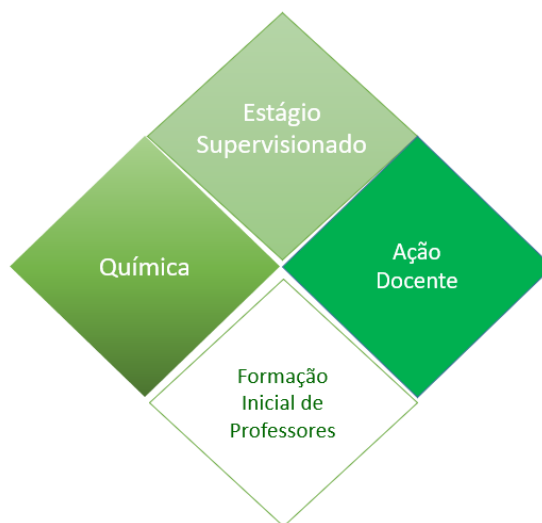 Estágio
Supervisionado
Química
Ação
Docente
Formação
Inicial de
Professores